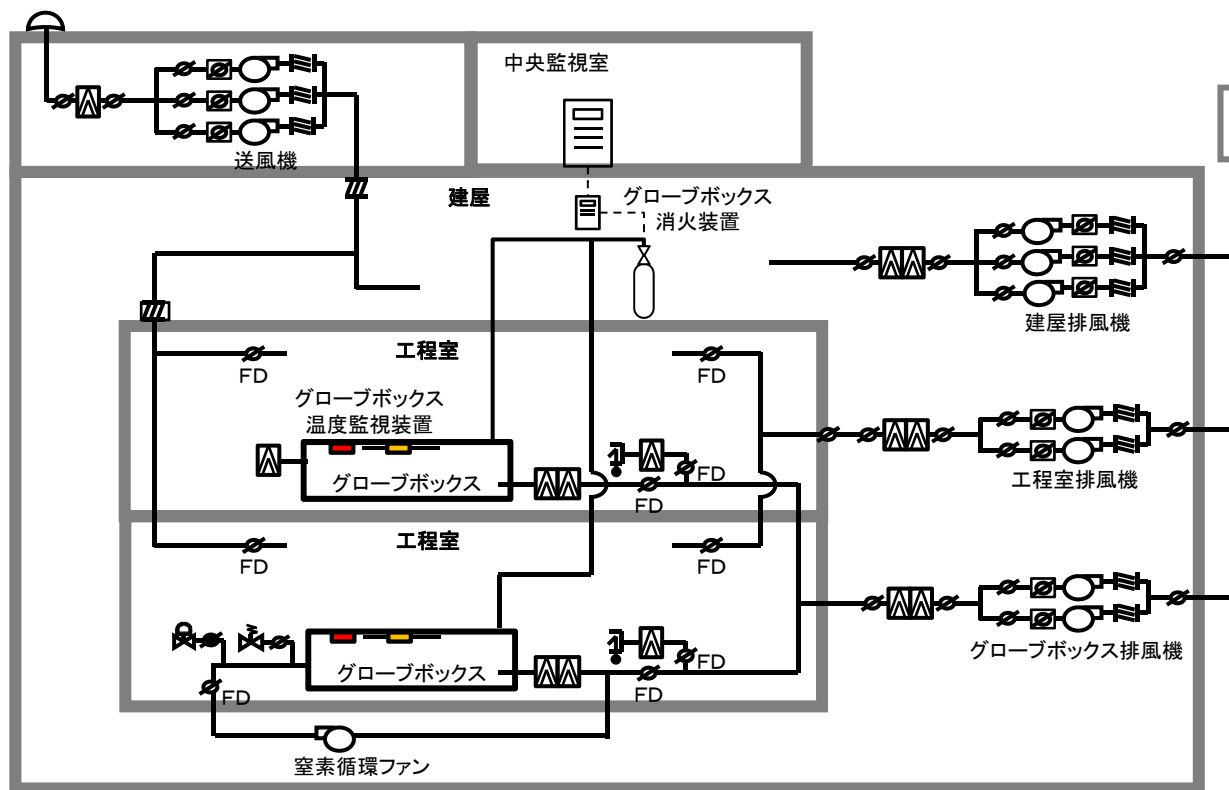 中央監視室
送風機
建屋
グローブボックス
消火装置
建屋排風機
工程室
FD
FD
グローブボックス
温度監視装置
グローブボックス
FD
FD
工程室排風機
工程室
FD
FD
グローブボックス
FD
FD
FD
グローブボックス排風機
窒素循環ファン